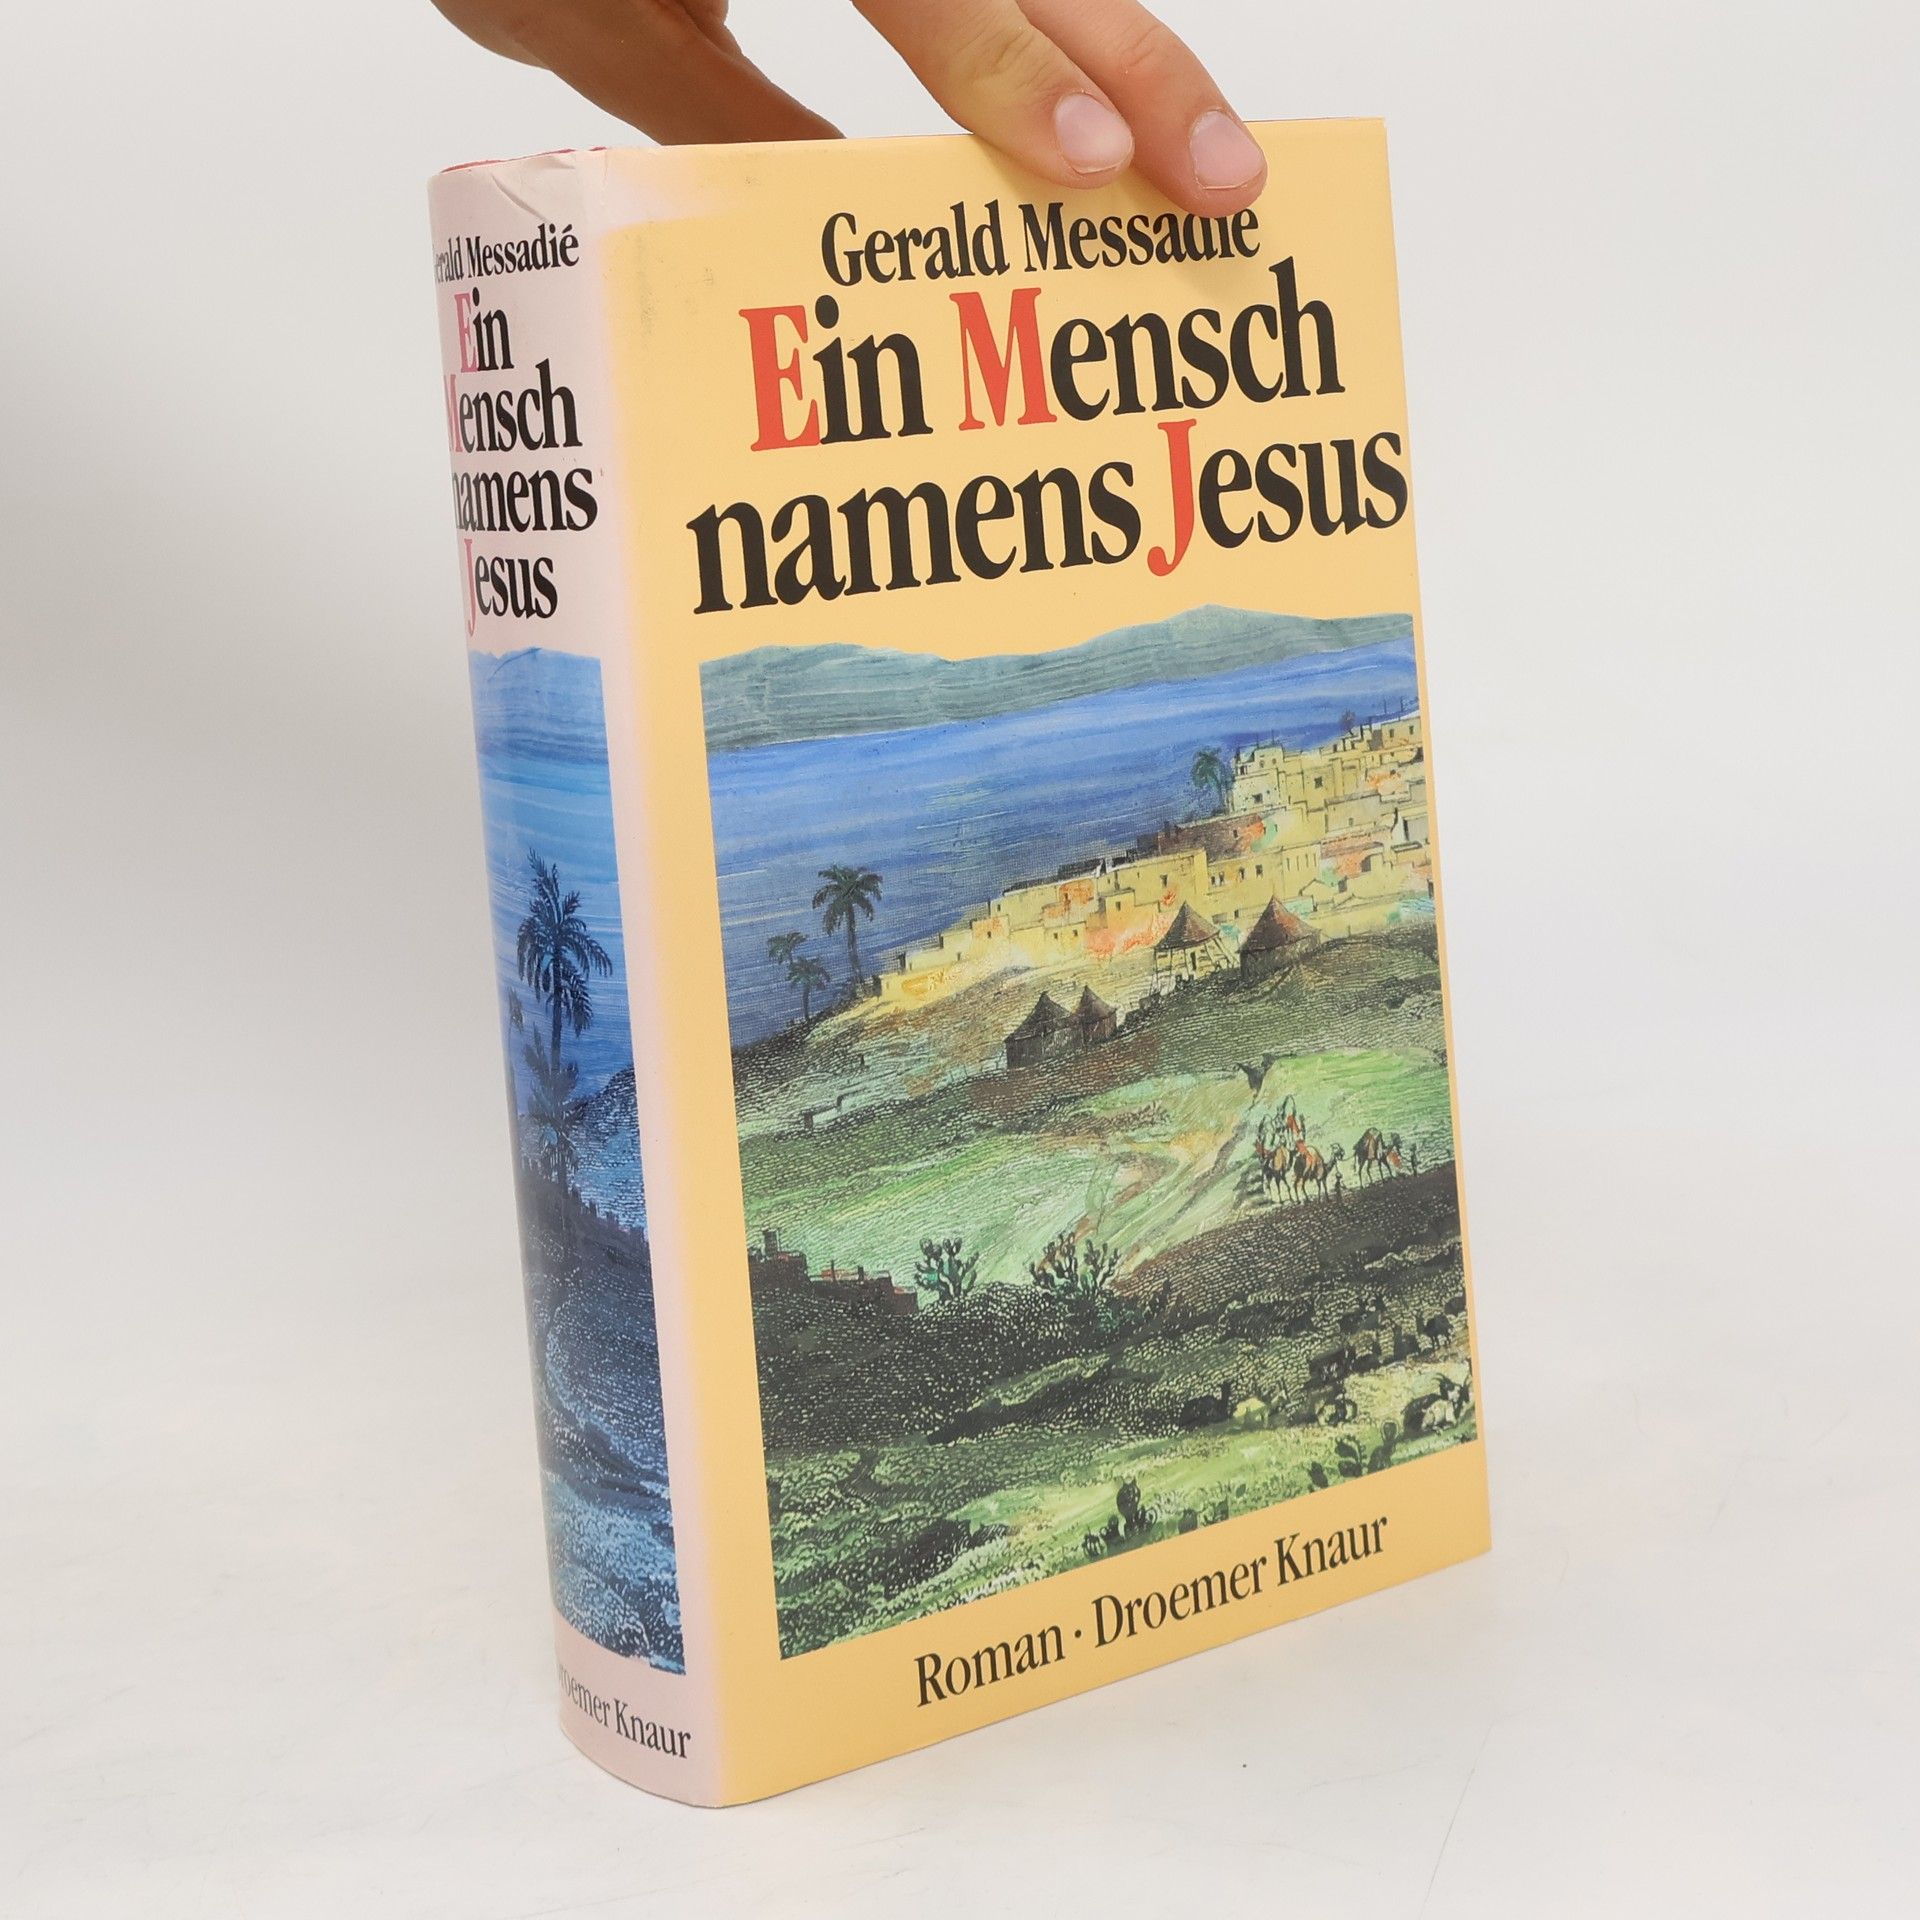 Gerald Messadié
Ein
Mensch
namens
Jesus
Droemer Knaur
Gerald Messadié
Ein Mensch
namens Jesus
Roman · Droemer Knaur